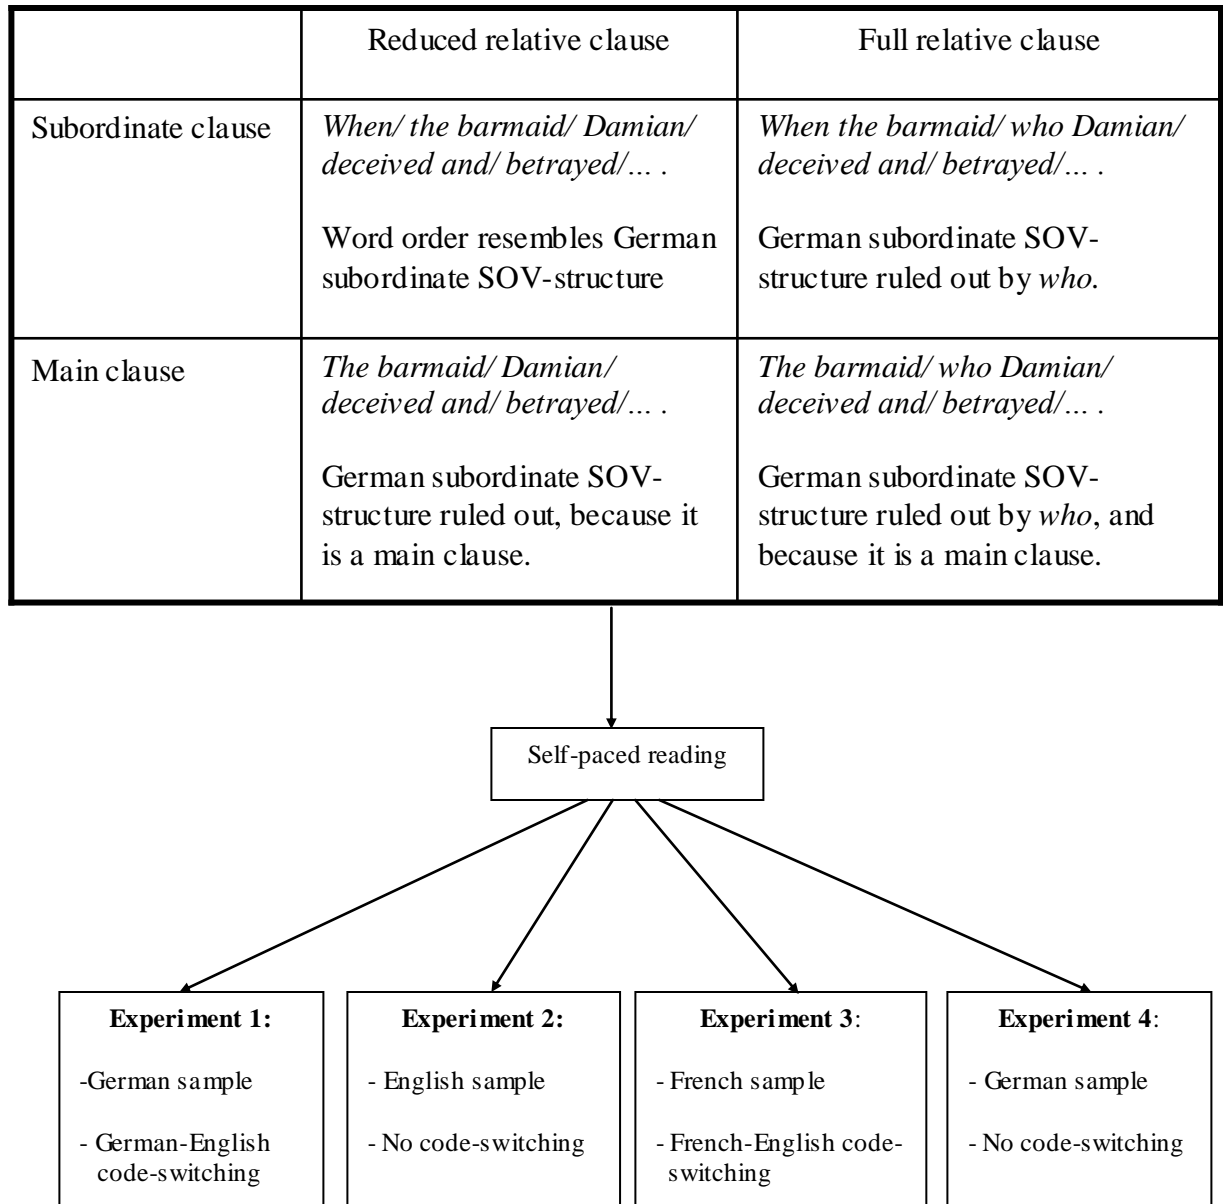 Reduced relative clause
Full relative clause
Subordinate clause
When/ the barmaid/ Damian/
deceived and/ betrayed/… .
Word order resembles German
subordinate SOV-structure
When the barmaid/ who Damian/
deceived and/ betrayed/… .
German subordinate SOV-
structure ruled out by who.
Main clause
The barmaid/ Damian/
deceived and/ betrayed/… .
German subordinate SOV-
structure ruled out, because it
is a main clause.
The barmaid/ who Damian/
deceived and/ betrayed/… .
German subordinate SOV-
structure ruled out by who, and
because it is a main clause.
Self-paced reading
Experiment 1:
-German sample
- German-English
code-switching
Experiment 2:
- English sample
- No code-switching
Experiment 3:
- French sample
- French-English code-
switching
Experiment 4:
- German sample
- No code-switching